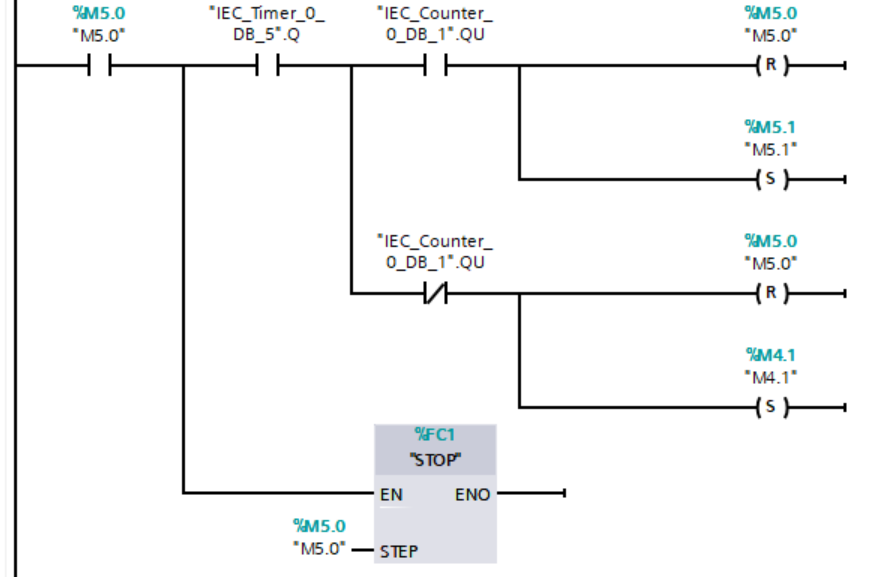 %M5.0
"M5.0"
"IEC_Timer_0_
DB_5".Q
"IEC_Counter_
0_DB_1".QU
%M5.0
"M5.0"
R
%M5.1
"M5.1"
S
"IEC_Counter_
0_DB_1".QU
%M5.0
"M5.0"
R
%M4.1
"M4.1"
S
%FC1
"STOP"
EN ENO
%M5.0
"M5.0" STEP